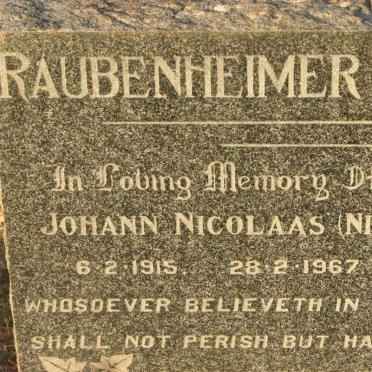 RAUBENHEIMER
In Loving Memory
JOHANN NICOLAAS
6·2·1915. 28·2·1967
WHOSOEVER BELIEVETH IN
SHALL NOT PERISH BUT